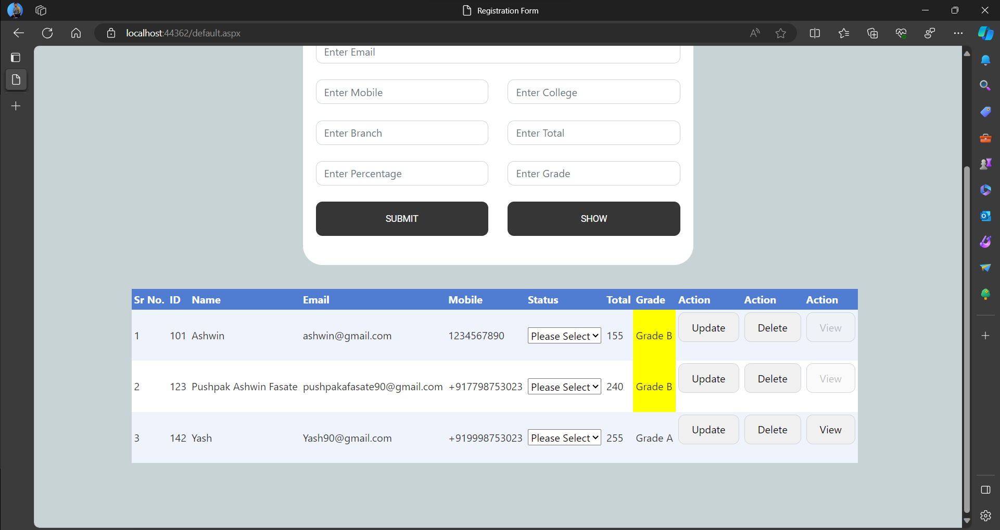 Registration Form
localhost:44362/default.aspx
Enter Email
Enter Mobile Enter College
Enter Branch Enter Total
Enter Percentage Enter Grade
SUBMIT SHOW
Sr No. ID Name Email Mobile Status Total Grade Action Action Action
1 101 Ashwin ashwin@gmail.com 1234567890 Please Select 155 Grade B Update Delete View
2 123 Pushpak Ashwin Fasate pushpakafasate90@gmail.com +917798753023 Please Select 240 Grade B Update Delete View
3 142 Yash Yash90@gmail.com +919998753023 Please Select 255 Grade A Update Delete View